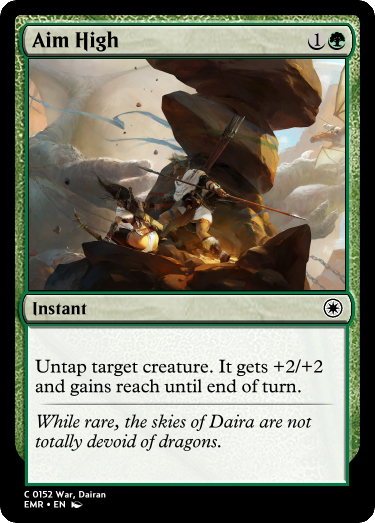 Aim High 1
Instant
Untap target creature. It gets +2/+2
and gains reach until end of turn.
While rare, the skies of Daira are not
totally devoid of dragons.
C 0152 War, Dairan
EMR • EN